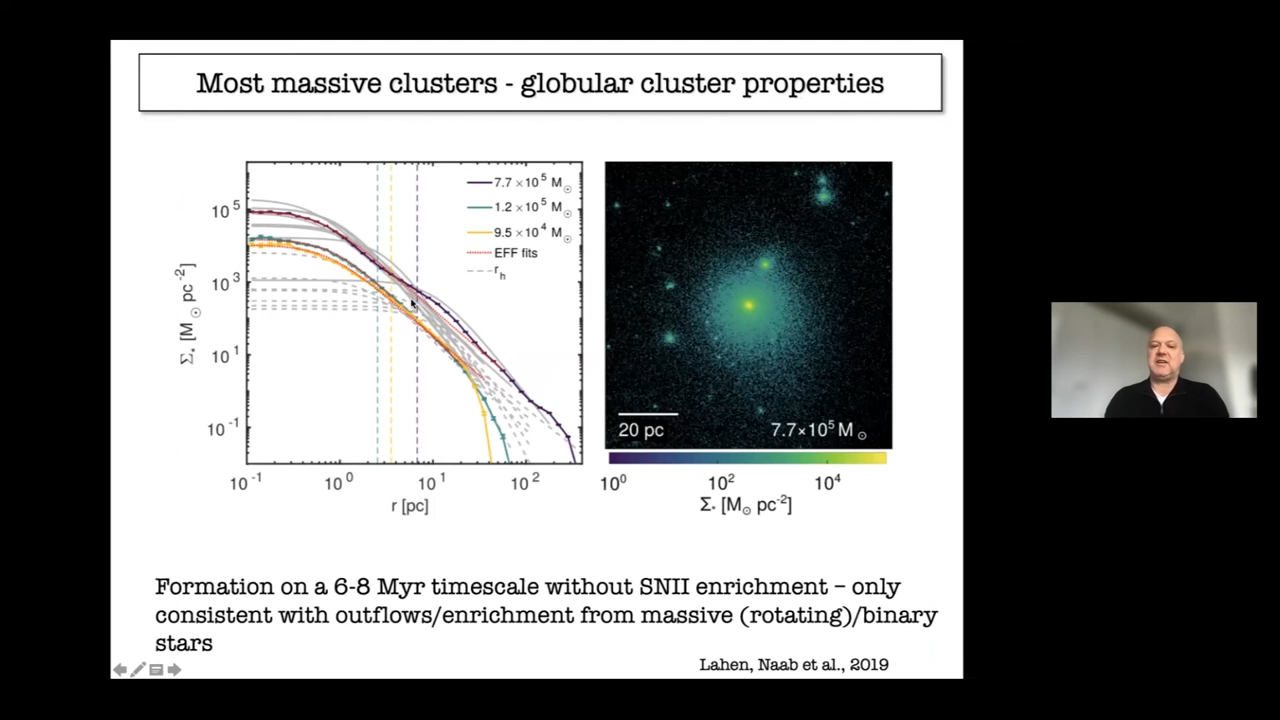 Most massive clusters - globular cluster properties
7.7 ×10^5 M⊙
1.2 ×10^5 M⊙
9.5 ×10^4 M⊙
EFF fits
r_h
10^5
10^3
10^1
10^-1
Σ* [M⊙ pc^-2]
10^-1 10^0 10^1 10^2
r [pc]
20 pc 7.7×10^5 M⊙
10^0 10^2 10^4
Σ* [M⊙ pc^-2]
Formation on a 6-8 Myr timescale without SNII enrichment – only
consistent with outflows/enrichment from massive (rotating)/binary
stars
Lahen, Naab et al., 2019